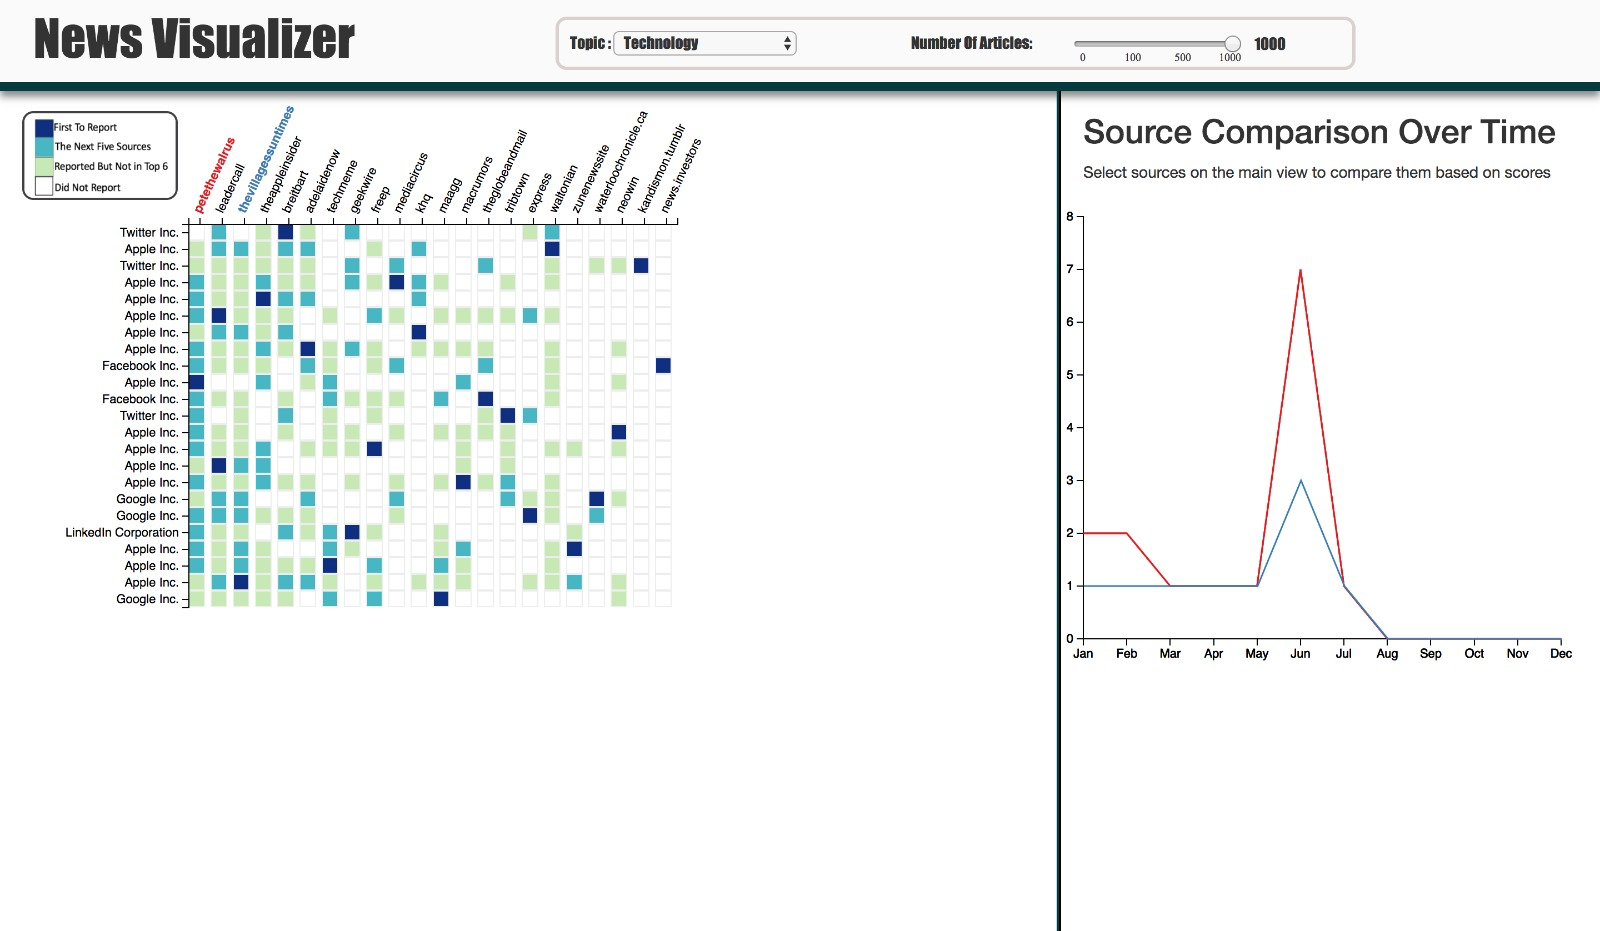 News Visualizer
Topic : Technology
Number Of Articles:
0 100 500 1000
1000
First To Report
The Next Five Sources
Reported But Not in Top 6
Did Not Report
petethewalrus
leadercall
thevillagessuntimes
theappleinsider
breitbart
adelaidenow
techmeme
geekwire
freep
mediacircus
khq
maagg
macrumors
theglobeandmail
tribtown
express
waltonian
zunenewssite
waterloochronicle.ca
neowin
kandismon.tumblr
news.investors
Twitter Inc.
Apple Inc.
Twitter Inc.
Apple Inc.
Apple Inc.
Apple Inc.
Apple Inc.
Apple Inc.
Facebook Inc.
Apple Inc.
Facebook Inc.
Twitter Inc.
Apple Inc.
Apple Inc.
Apple Inc.
Apple Inc.
Google Inc.
Google Inc.
LinkedIn Corporation
Apple Inc.
Apple Inc.
Apple Inc.
Google Inc.
Source Comparison Over Time
Select sources on the main view to compare them based on scores
8
7
6
5
4
3
2
1
0
Jan Feb Mar Apr May Jun Jul Aug Sep Oct Nov Dec